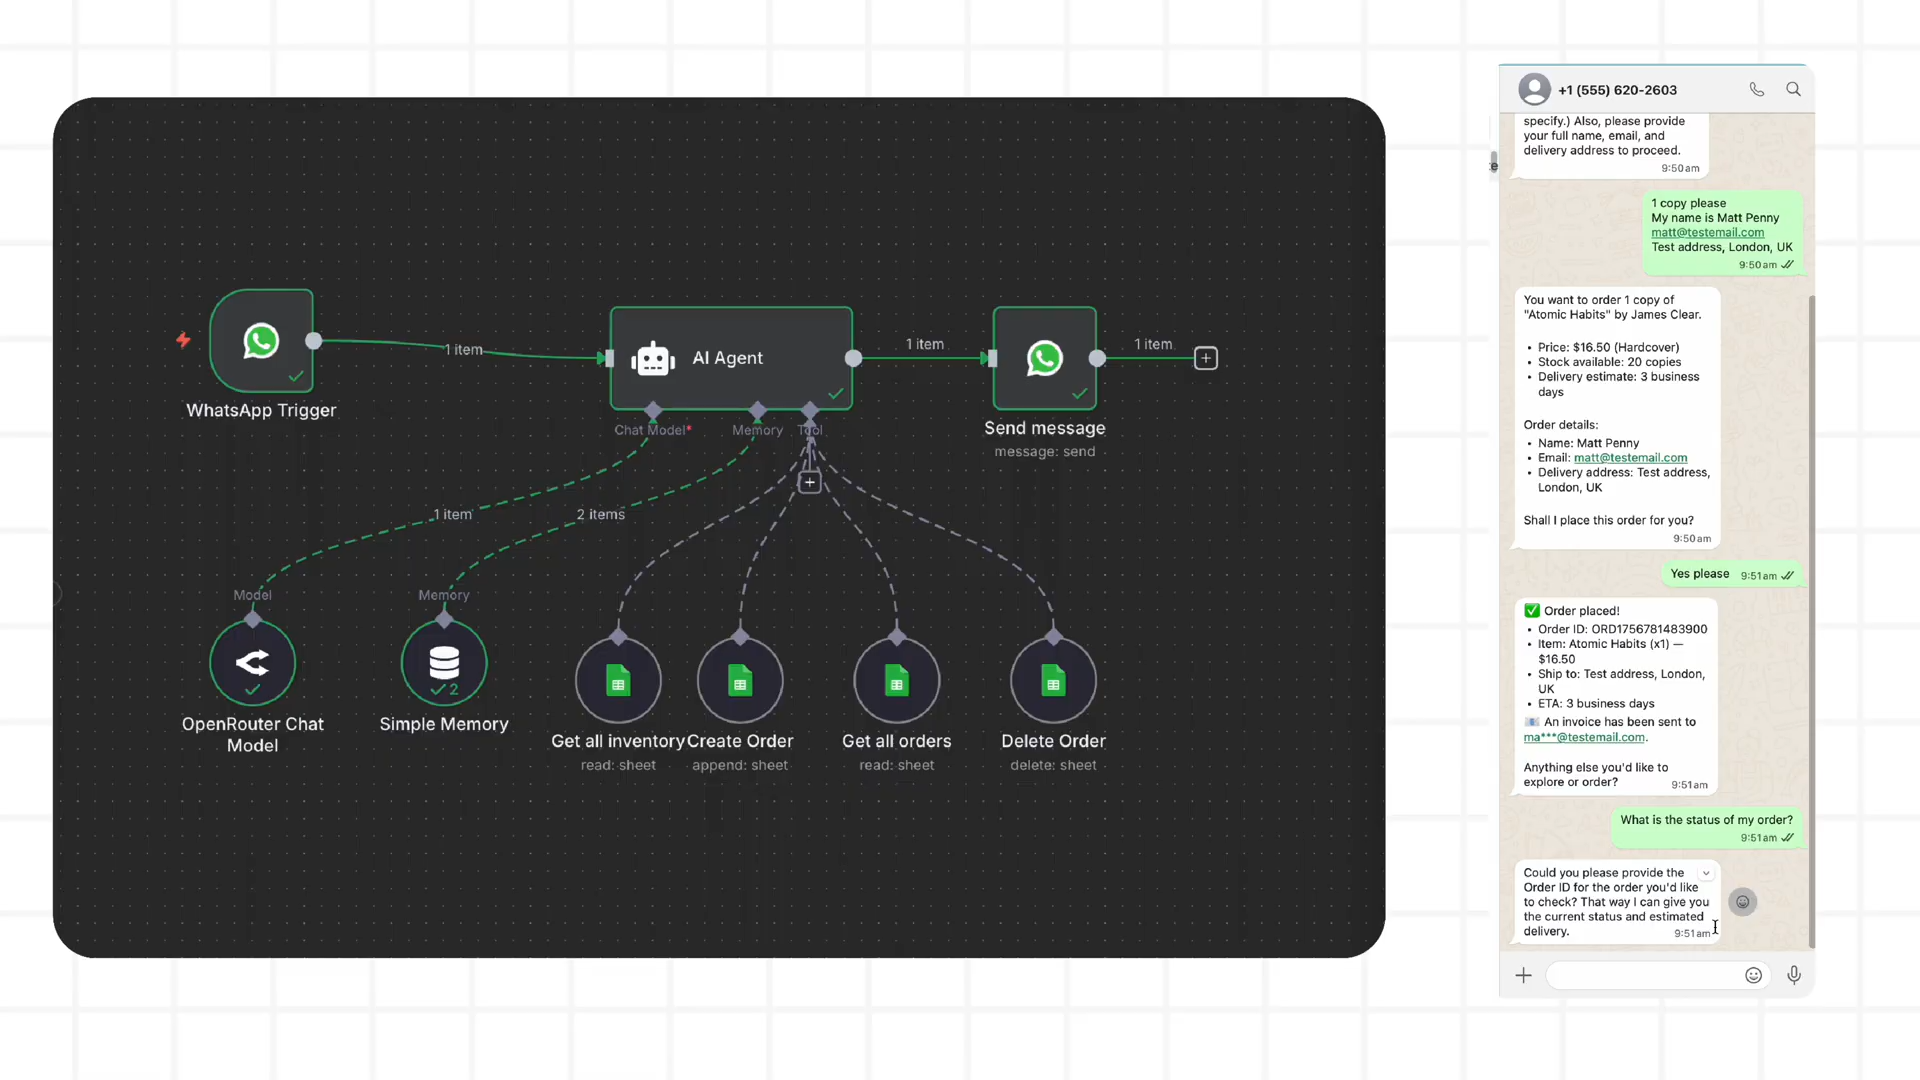 1 item
AI Agent
1 item
1 item
WhatsApp Trigger
Chat Model*
Memory
Tool
Send message
message: send
1 item
2 items
Model
Memory
2
OpenRouter Chat
Model
Simple Memory
Get all inventory
read: sheet
Create Order
append: sheet
Get all orders
read: sheet
Delete Order
delete: sheet
+1 (555) 620-2603
specify.) Also, please provide
your full name, email, and
delivery address to proceed.
9:50am
1 copy please
My name is Matt Penny
matt@testemail.com
Test address, London, UK
9:50am
You want to order 1 copy of
"Atomic Habits" by James Clear.
• Price: $16.50 (Hardcover)
• Stock available: 20 copies
• Delivery estimate: 3 business
days
Order details:
• Name: Matt Penny
• Email: matt@testemail.com
• Delivery address: Test address,
London, UK
Shall I place this order for you?
9:50am
Yes please 9:51am
✅ Order placed!
• Order ID: ORD1756781483900
• Item: Atomic Habits (x1) —
$16.50
• Ship to: Test address, London,
UK
• ETA: 3 business days
📧 An invoice has been sent to
ma***@testemail.com.
Anything else you'd like to
explore or order?
9:51am
What is the status of my order?
9:51am
Could you please provide the
Order ID for the order you'd like
to check? That way I can give you
the current status and estimated
delivery.
9:51am